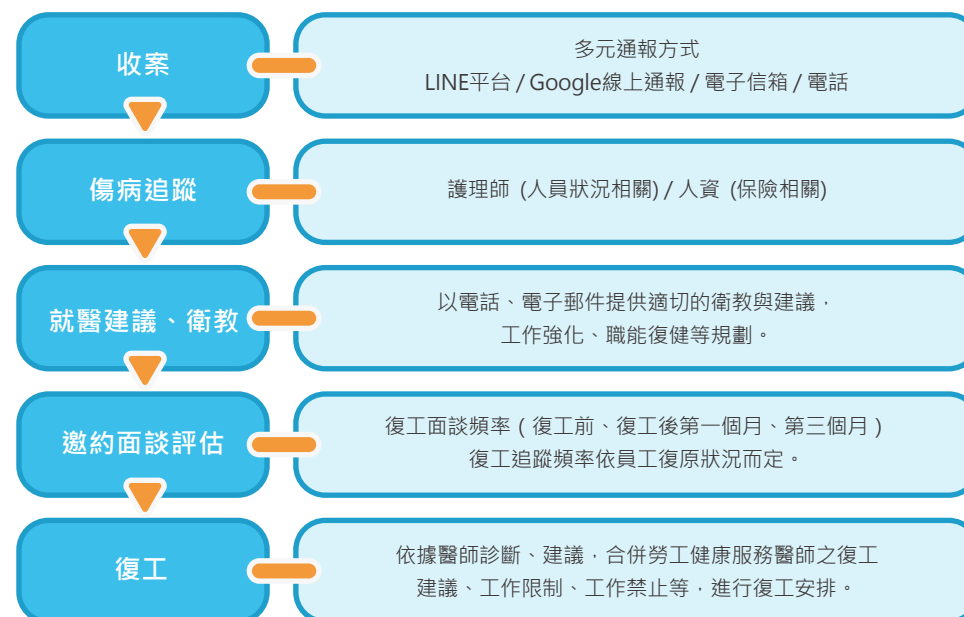 收案
多元通報方式
LINE平台 / Google線上通報 / 電子信箱 / 電話
傷病追蹤
護理師 (人員狀況相關) / 人資 (保險相關)
就醫建議、衛教
以電話、電子郵件提供適切的衛教與建議，
工作強化、職能復健等規劃。
邀約面談評估
復工面談頻率 ( 復工前、復工後第一個月、第三個月 )
復工追蹤頻率依員工復原狀況而定。
復工
依據醫師診斷、建議，合併勞工健康服務醫師之復工
建議、工作限制、工作禁止等，進行復工安排。